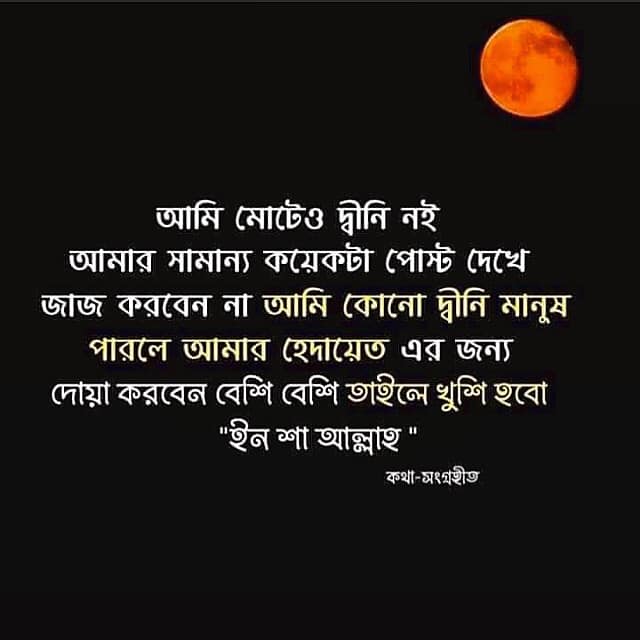 আমি মোটেও দ্বীনি নই
আমার সামান্য কয়েকটা পোস্ট দেখে
জাজ করবেন না আমি কোনো দ্বীনি মানুষ
পারলে আমার হেদায়েত এর জন্য
দোয়া করবেন বেশি বেশি তাইলে খুশি হবো
"ইন শা আল্লাহ "
কথা-সংগ্রহীত